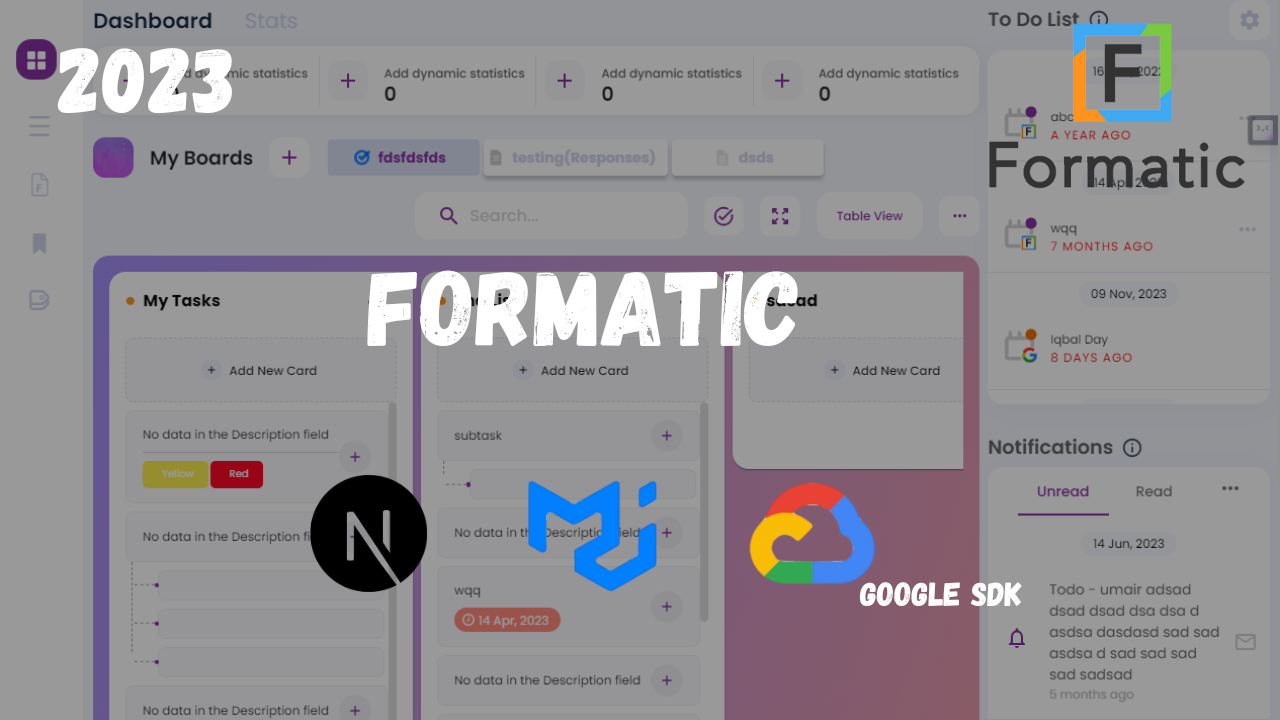 Dashboard
Stats
2023
Add dynamic statistics
0
Add dynamic statistics
0
Add dynamic statistics
0
My Boards
fdsfdsfds
testing(Responses)
dsds
Search...
Table View
FORMATIC
My Tasks
Add New Card
No data in the Description field
Yellow
Red
Add New Card
subtask
No data in the Description field
wqq
14 Apr, 2023
No data in the Description field
Add New Card
No data in the Description field
GOOGLE SDK
To Do List
F
Formatic
A YEAR AGO
wqq
7 MONTHS AGO
09 Nov, 2023
Iqbal Day
8 DAYS AGO
Notifications
Unread
Read
14 Jun, 2023
Todo - umair adsad
dsad dsad dsa dsa d
asdsa dasdasd sad sad
asdsa d sad sad sad
sad sadsad
5 months ago